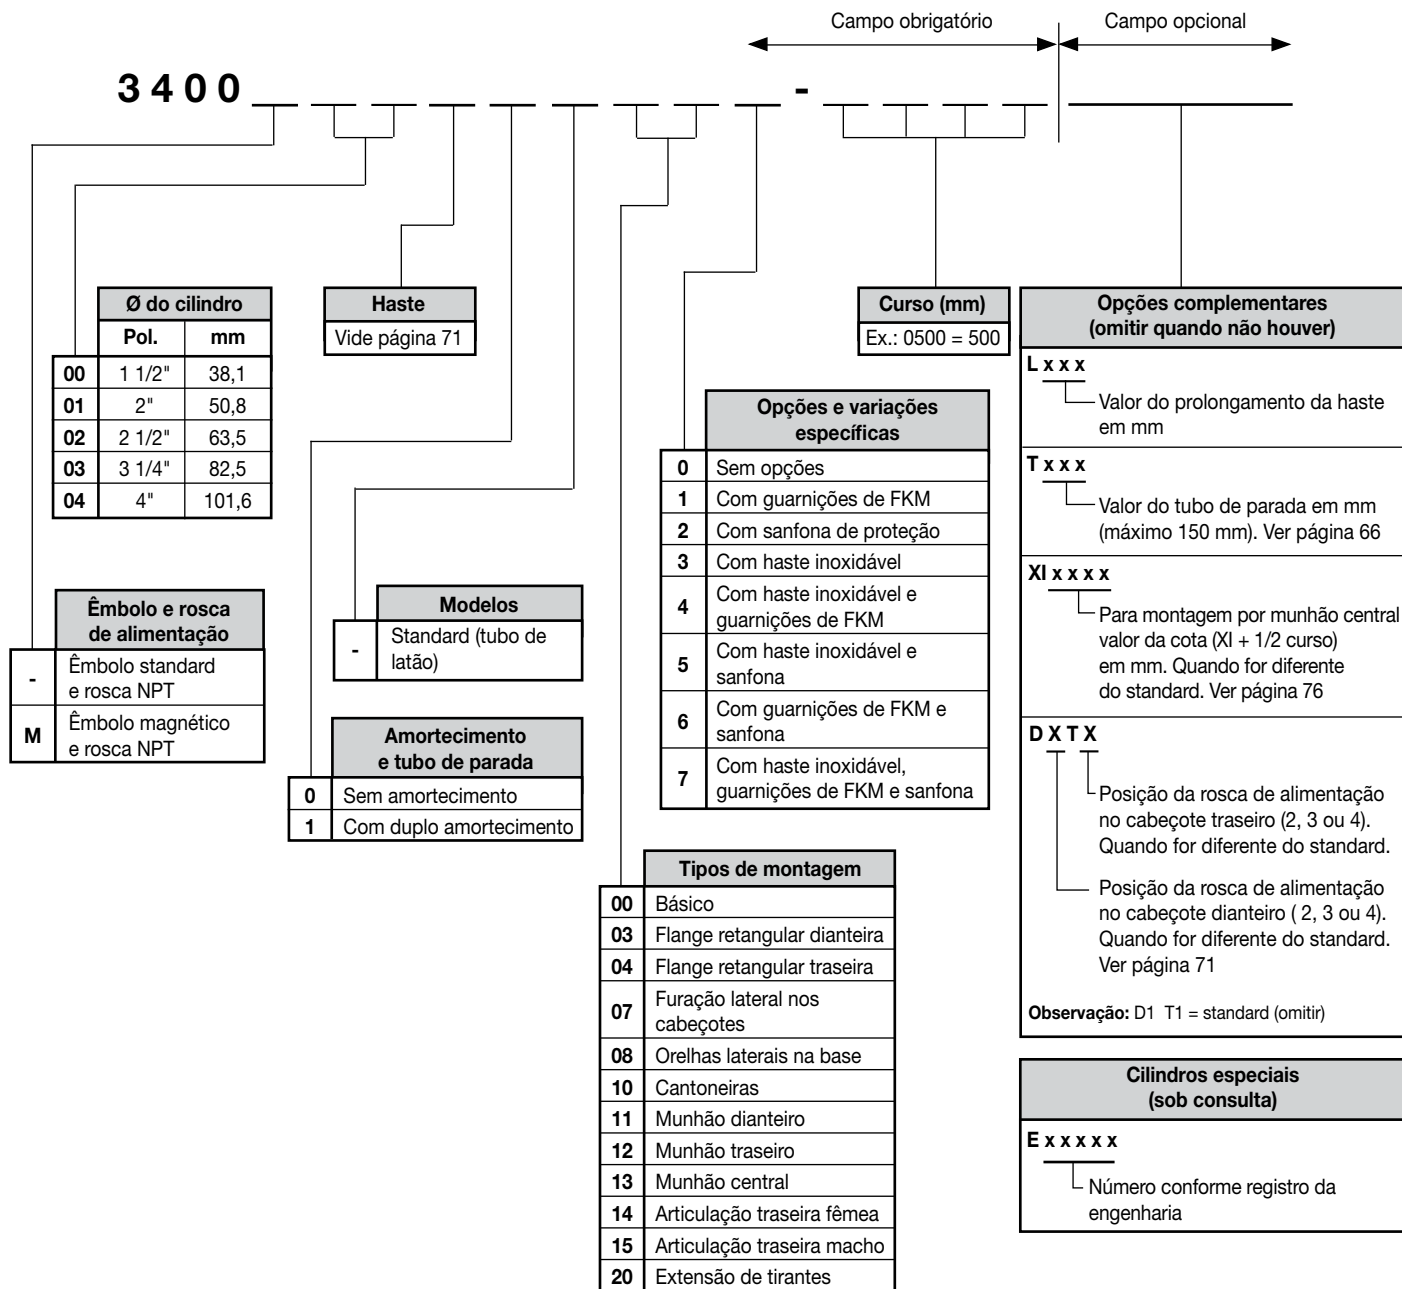 Campo obrigatório
Campo opcional
3 4 0 0
-
Ø do cilindro
Pol. mm
00 1 1/2" 38,1
01 2" 50,8
02 2 1/2" 63,5
03 3 1/4" 82,5
04 4" 101,6
Haste
Vide página 71
Curso (mm)
Ex.: 0500 = 500
Êmbolo e rosca
de alimentação
- Êmbolo standard
e rosca NPT
M Êmbolo magnético
e rosca NPT
Modelos
- Standard (tubo de
latão)
Amortecimento
e tubo de parada
0 Sem amortecimento
1 Com duplo amortecimento
Opções e variações
específicas
0 Sem opções
1 Com guarnições de FKM
2 Com sanfona de proteção
3 Com haste inoxidável
4 Com haste inoxidável e
guarnições de FKM
5 Com haste inoxidável e
sanfona
6 Com guarnições de FKM e
sanfona
7 Com haste inoxidável,
guarnições de FKM e sanfona
Tipos de montagem
00 Básico
03 Flange retangular dianteira
04 Flange retangular traseira
07 Furação lateral nos
cabeçotes
08 Orelhas laterais na base
10 Cantoneiras
11 Munhão dianteiro
12 Munhão traseiro
13 Munhão central
14 Articulação traseira fêmea
15 Articulação traseira macho
20 Extensão de tirantes
Opções complementares
(omitir quando não houver)
L x x x
Valor do prolongamento da haste
em mm
T x x x
Valor do tubo de parada em mm
(máximo 150 mm). Ver página 66
XI x x x x
Para montagem por munhão central
valor da cota (XI + 1/2 curso)
em mm. Quando for diferente
do standard. Ver página 76
D X T X
Posição da rosca de alimentação
no cabeçote traseiro (2, 3 ou 4).
Quando for diferente do standard.
Posição da rosca de alimentação
no cabeçote dianteiro ( 2, 3 ou 4).
Quando for diferente do standard.
Ver página 71
Observação: D1 T1 = standard (omitir)
Cilindros especiais
(sob consulta)
E x x x x x
Número conforme registro da
engenharia